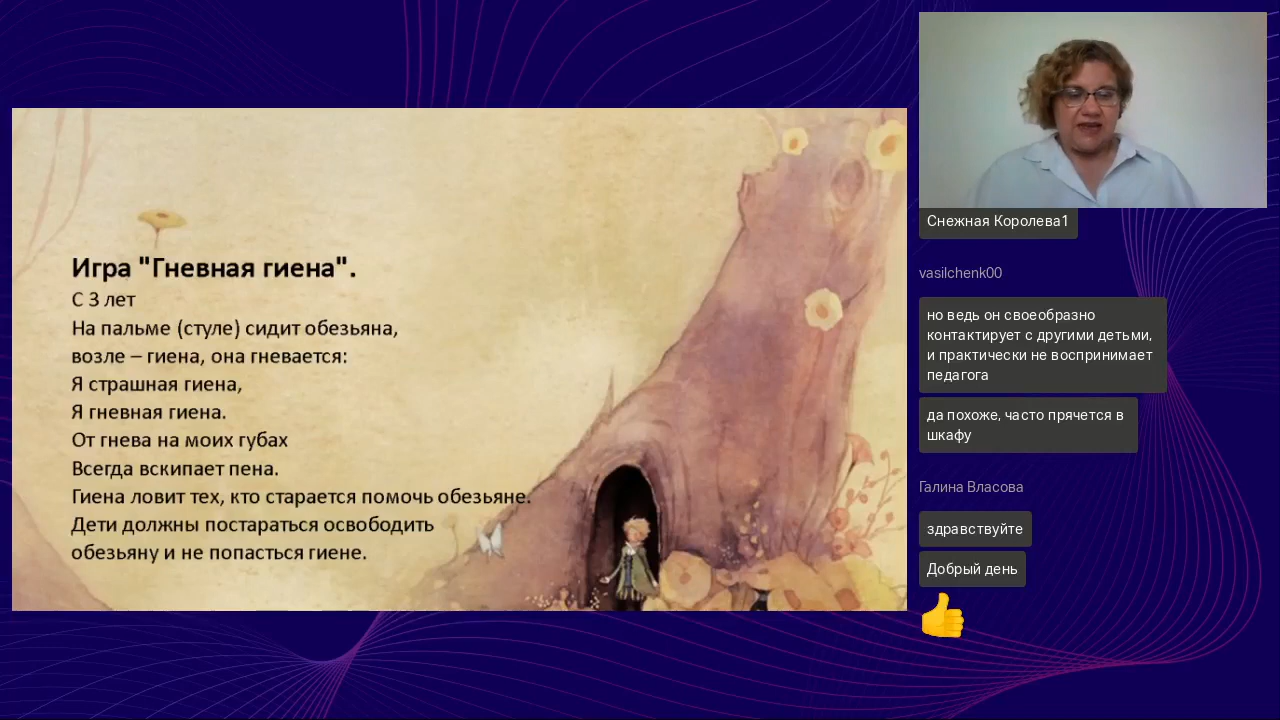 Игра "Гневная гиена".
С 3 лет
На пальме (стуле) сидит обезьяна,
возле – гиена, она гневается:
Я страшная гиена,
Я гневная гиена.
От гнева на моих губах
Всегда вскипает пена.
Гиена ловит тех, кто старается помочь обезьяне.
Дети должны постараться освободить
обезьяну и не попасться гиене.
Снежная Королева1
vasilchenk00
но ведь он своеобразно
контактирует с другими детьми,
и практически не воспринимает
педагога
да похоже, часто прячется в
шкафу
Галина Власова
здравствуйте
Добрый день